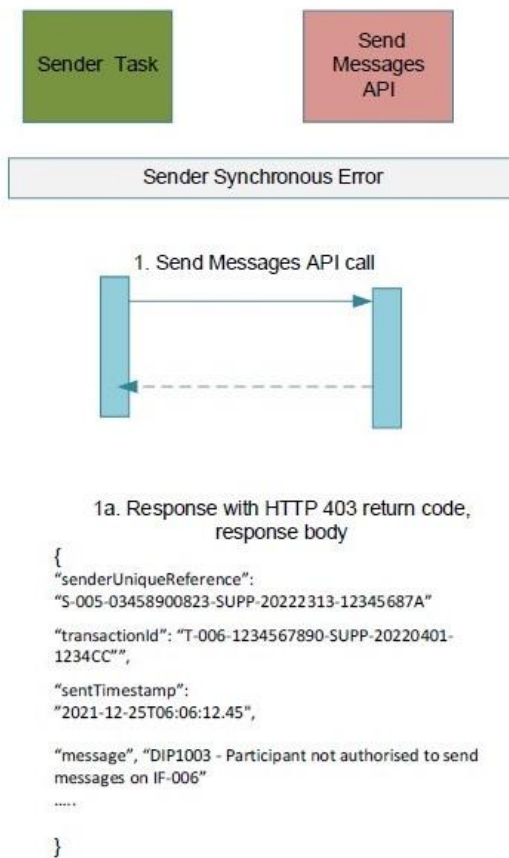 Sender Task
Send
Messages
API
Sender Synchronous Error
1. Send Messages API call
1a. Response with HTTP 403 return code,
response body
{
“senderUniqueReference”:
“S-005-03458900823-SUPP-20222313-12345687A”
“transactionId”: “T-006-1234567890-SUPP-20220401-
1234CC””,
“sentTimestamp”:
"2021-12-25T06:06:12.45",
“message”, “DIP1003 - Participant not authorised to send
messages on IF-006”
.....
}